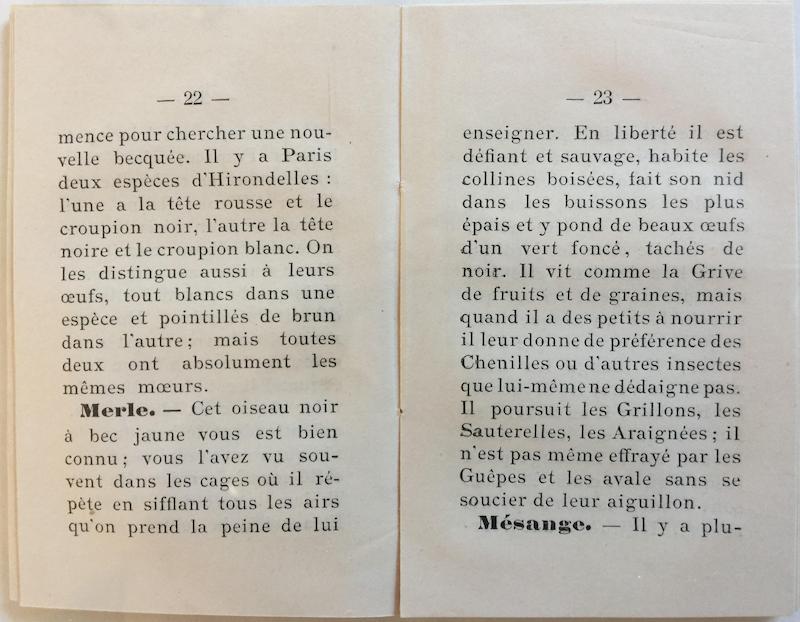 — 22 —
mence pour chercher une nou-
velle becquée. Il y a Paris
deux espèces d'Hirondelles :
l'une a la tête rousse et le
croupion noir, l'autre la tête
noire et le croupion blanc. On
les distingue aussi à leurs
œufs, tout blancs dans une
espèce et pointillés de brun
dans l'autre ; mais toutes
deux ont absolument les
mêmes mœurs.
Merle. — Cet oiseau noir
à bec jaune vous est bien
connu ; vous l'avez vu sou-
vent dans les cages où il ré-
pète en sifflant tous les airs
qu'on prend la peine de lui
— 23 —
enseigner. En liberté il est
défiant et sauvage, habite les
collines boisées, fait son nid
dans les buissons les plus
épais et y pond de beaux œufs
d'un vert foncé, tachés de
noir. Il vit comme la Grive
de fruits et de graines, mais
quand il a des petits à nourrir
il leur donne de préférence des
Chenilles ou d'autres insectes
que lui-même ne dédaigne pas.
Il poursuit les Grillons, les
Sauterelles, les Araignées ; il
n'est pas même effrayé par les
Guêpes et les avale sans se
soucier de leur aiguillon.
Mésange. — Il y a plu-